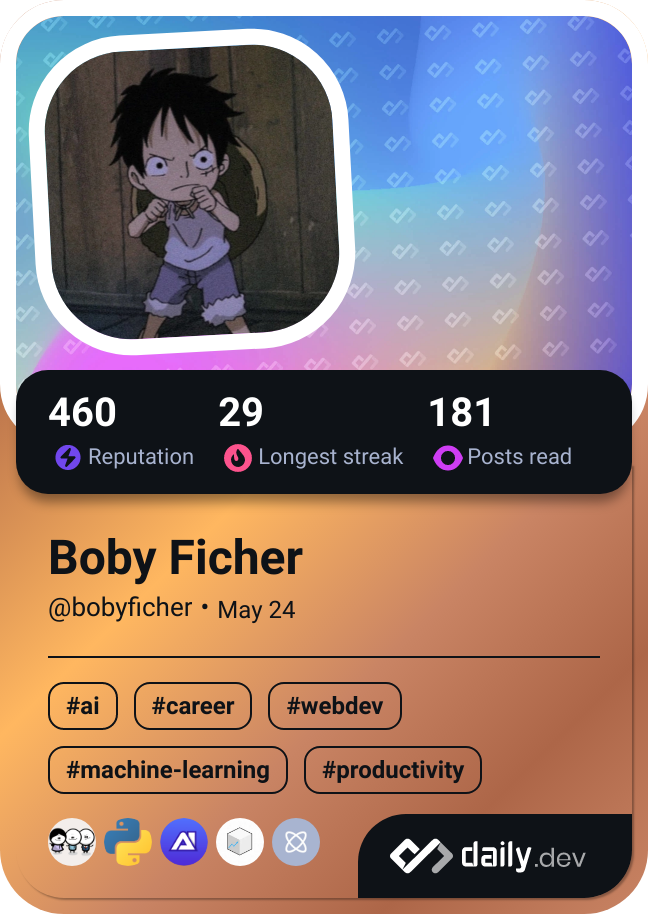 460 29 181
Reputation Longest streak Posts read
Boby Ficher
@bobyficher • May 24
#ai #career #webdev
#machine-learning #productivity
daily.dev